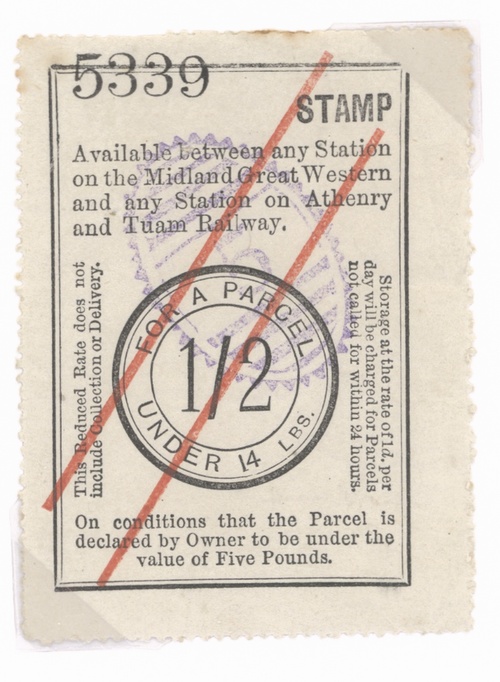 5339
STAMP
Available between any Station
on the Midland Great Western
and any Station on Athenry
and Tuam Railway.
This Reduced Rate does not
include Collection or Delivery.
FOR A PARCEL
1/2
UNDER 14 LBS.
Storage at the rate of 1d. per
day will be charged for Parcels
not called for within 24 hours.
On conditions that the Parcel is
declared by Owner to be under the
value of Five Pounds.